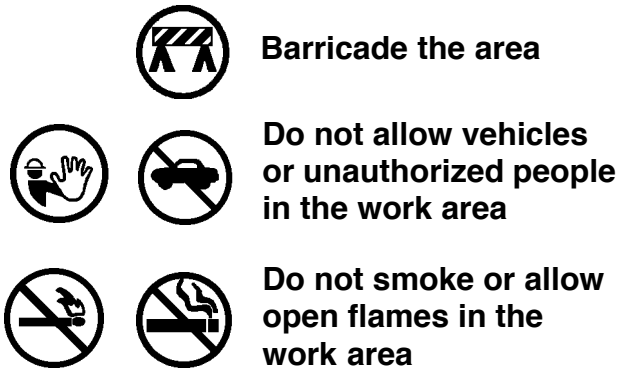 Barricade the area
Do not allow vehicles
or unauthorized people
in the work area
Do not smoke or allow
open flames in the
work area